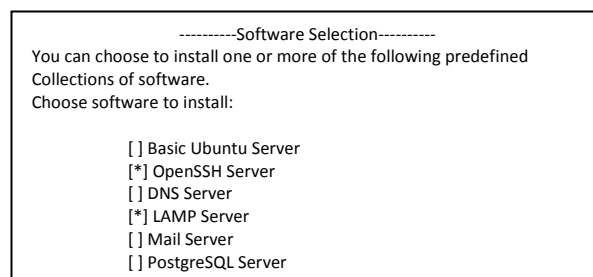 ----------Software Selection----------
You can choose to install one or more of the following predefined
Collections of software.
Choose software to install:
[ ] Basic Ubuntu Server
[*] OpenSSH Server
[ ] DNS Server
[*] LAMP Server
[ ] Mail Server
[ ] PostgreSQL Server